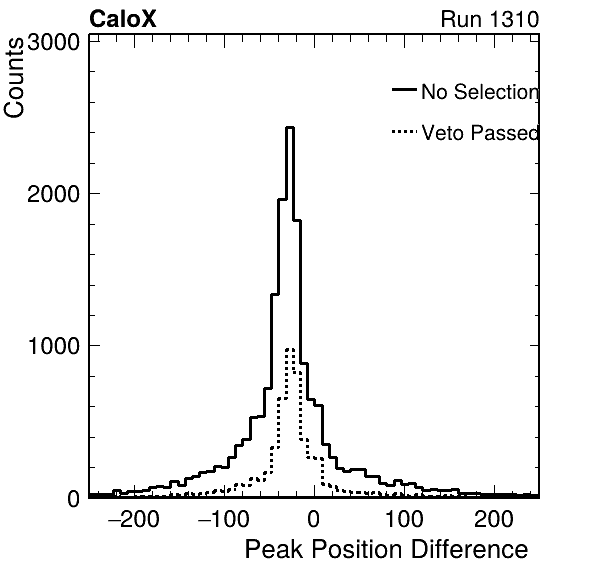 CaloX Run 1310
Counts
3000
2000
1000
0
No Selection
Veto Passed
−200 −100 0 100 200
Peak Position Difference